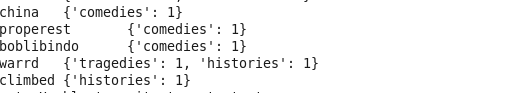 china	{'comedies': 1}
properest	{'comedies': 1}
boblibindo	{'comedies': 1}
warrd	{'tragedies': 1, 'histories': 1}
climbed	{'histories': 1}